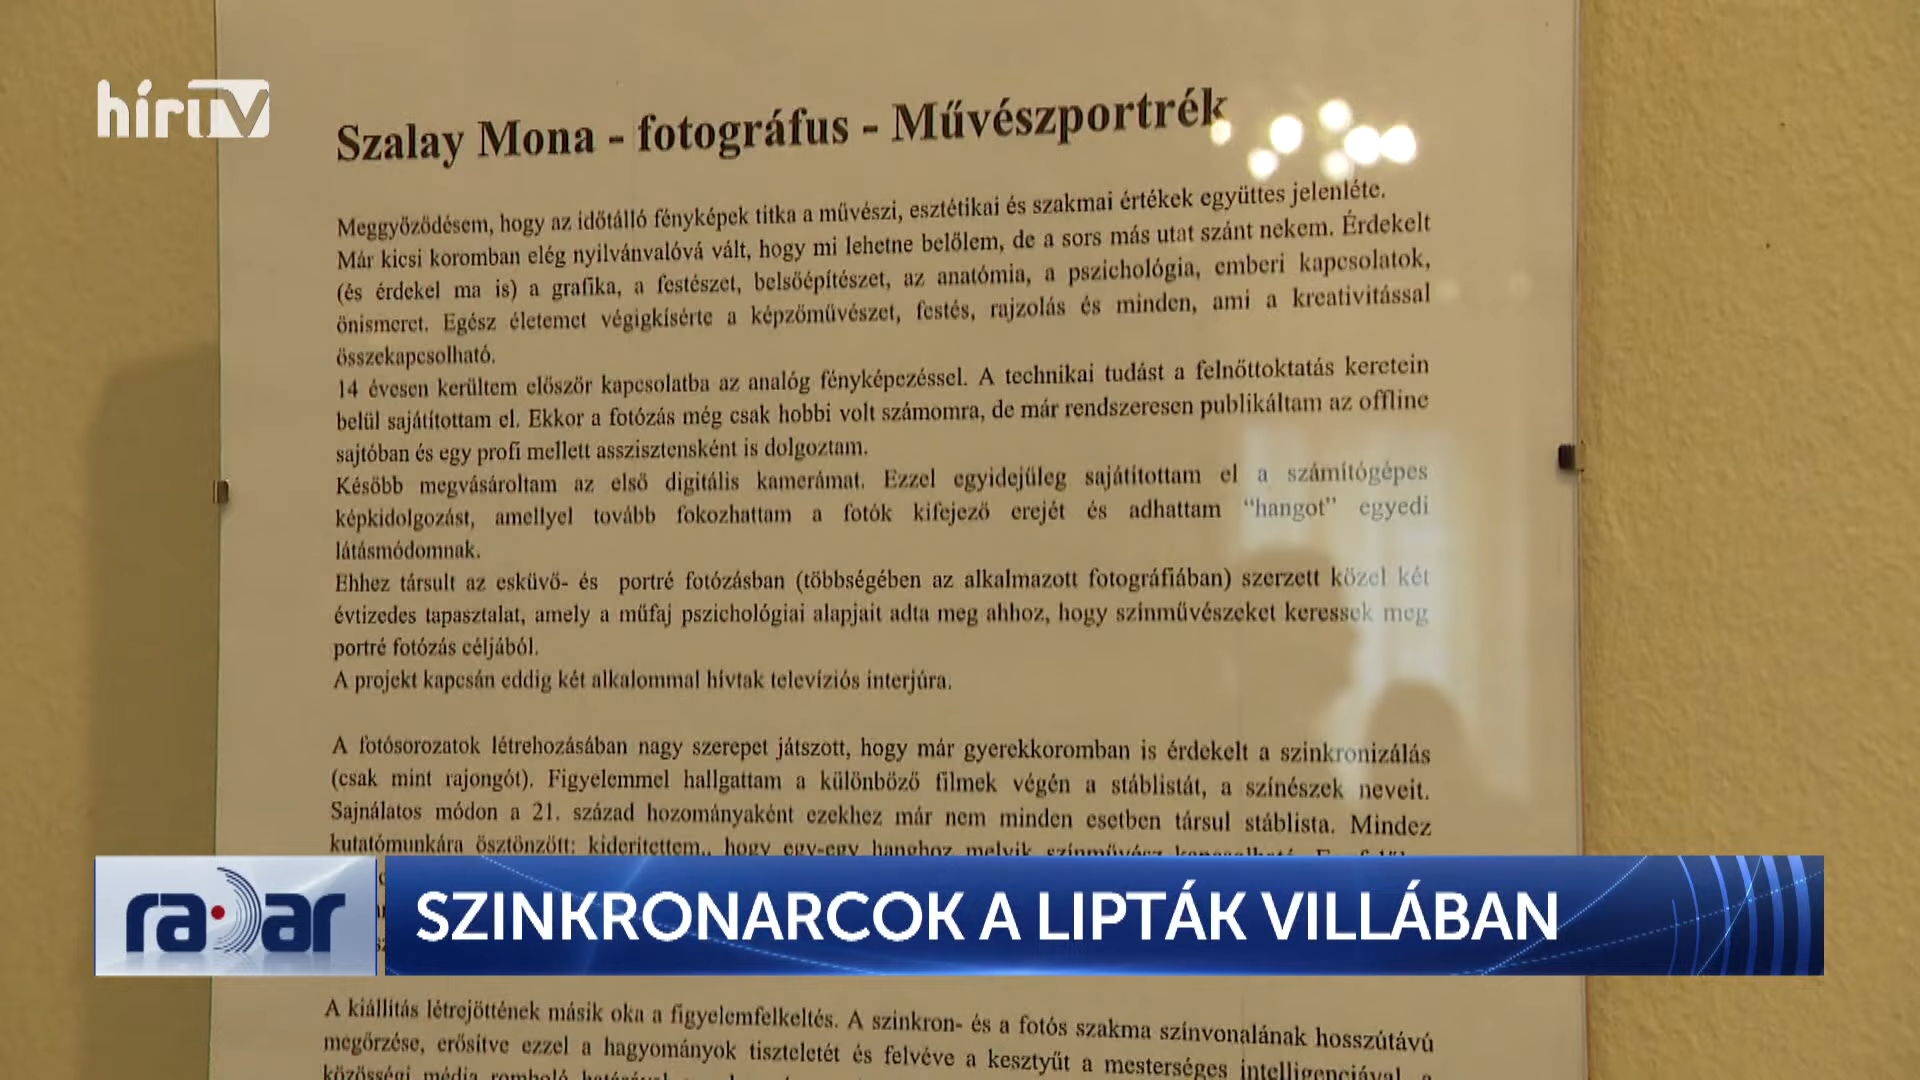 hírTV
Szalay Mona - fotográfus - Művészportrék
Meggyőződésem, hogy az időtálló fényképek titka a művészi, esztétikai és szakmai értékek együttes jelenléte.
Már kicsi koromban elég nyilvánvalóvá vált, hogy mi lehetne belőlem, de a sors más utat szánt nekem. Érdekelt
(és érdekel ma is) a grafika, a festészet, belsőépítészet, az anatómia, a pszichológia, emberi kapcsolatok,
önismeret. Egész életemet végigkísérte a képzőművészet, festés, rajzolás és minden, ami a kreativitással
összekapcsolható.
14 évesen kerültem először kapcsolatba az analóg fényképezéssel. A technikai tudást a felnőttoktatás keretein
belül sajátítottam el. Ekkor a fotózás még csak hobbi volt számomra, de már rendszeresen publikáltam az offline
sajtóban és egy profi mellett asszisztensként is dolgoztam.
Később megvásároltam az első digitális kamerámat. Ezzel egyidejűleg sajátítottam el a számítógépes
képkidolgozást, amellyel tovább fokozhattam a fotók kifejező erejét és adhattam “hangot” egyedi
látásmódomnak.
Ehhez társult az esküvő- és portré fotózásban (többségében az alkalmazott fotográfiában) szerzett közel két
évtizedes tapasztalat, amely a műfaj pszichológiai alapjait adta meg ahhoz, hogy színművészeket keressek meg
portré fotózás céljából.
A projekt kapcsán eddig két alkalommal hívtak televíziós interjúra.
A fotósorozatok létrehozásában nagy szerepet játszott, hogy már gyerekkoromban is érdekelt a szinkronizálás
(csak mint rajongót). Figyelemmel hallgattam a különböző filmek végén a stáblistát, a színészek neveit.
Sajnálatos módon a 21. század hozományaként ezekhez már nem minden esetben társul stáblista. Mindez
kutatómunkára ösztönzött: kiderítettem,, hogy egy-egy hanghoz melyik színművész kapcsolható.
radar
SZINKRONARCOK A LIPTÁK VILLÁBAN
A kiállítás létrejöttének másik oka a figyelemfelkeltés. A szinkron- és a fotós szakma színvonalának hosszútávú
megőrzése, erősítve ezzel a hagyományok tiszteletét és felvéve a kesztyűt a mesterséges intelligenciával, a
közösségi média romboló hatásával